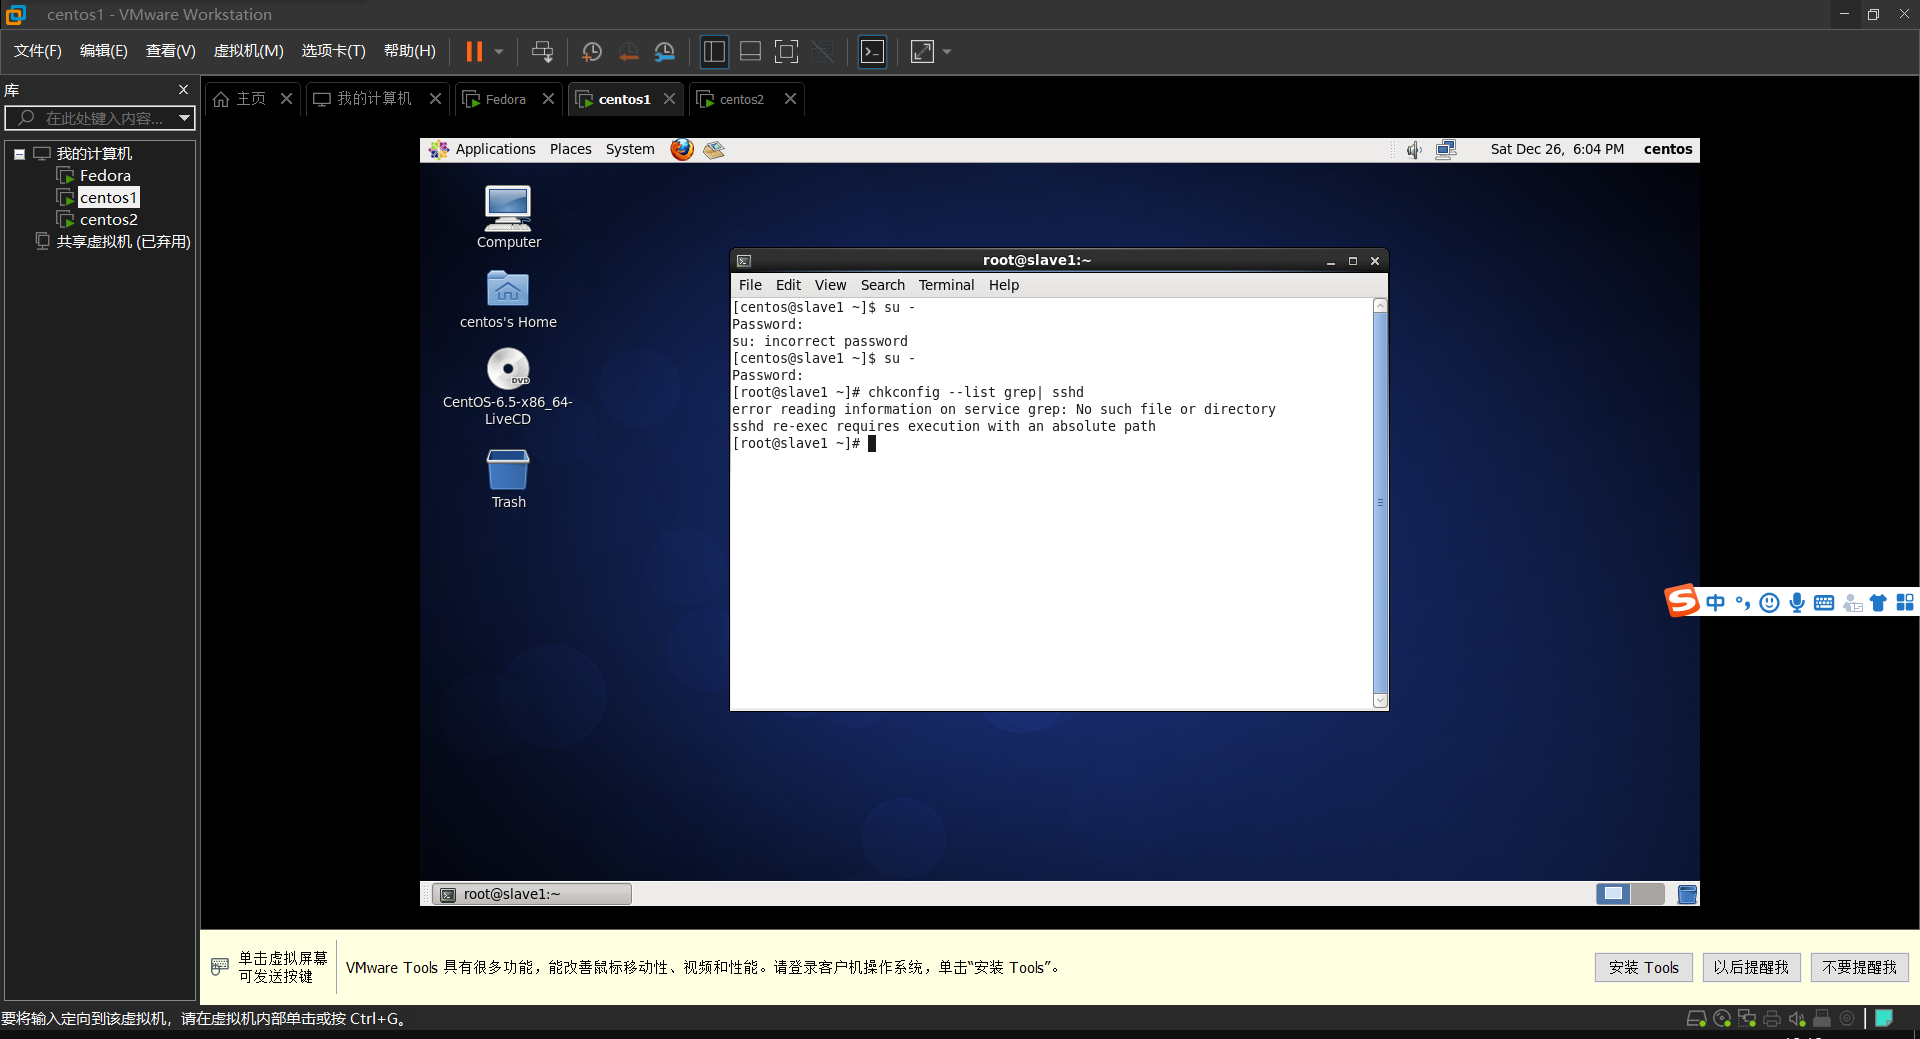 centos1 - VMware Workstation
文件(F) 编辑(E) 查看(V) 虚拟机(M) 选项卡(T) 帮助(H)
库
在此处键入内容...
我的计算机
Fedora
centos1
centos2
共享虚拟机 (已弃用)
主页 我的计算机 Fedora centos1 centos2
Applications Places System Sat Dec 26, 6:04 PM centos
Computer
centos's Home
DVD
CentOS-6.5-x86_64-
LiveCD
Trash
root@slave1:~
File Edit View Search Terminal Help
[centos@slave1 ~]$ su -
Password:
su: incorrect password
[centos@slave1 ~]$ su -
Password:
[root@slave1 ~]# chkconfig --list grep| sshd
error reading information on service grep: No such file or directory
sshd re-exec requires execution with an absolute path
[root@slave1 ~]#
中
root@slave1:~
单击虚拟屏幕
可发送按键
VMware Tools 具有很多功能，能改善鼠标移动性、视频和性能。请登录客户机操作系统，单击“安装 Tools”。
安装 Tools 以后提醒我 不要提醒我
要将输入定向到该虚拟机，请在虚拟机内部单击或按 Ctrl+G。